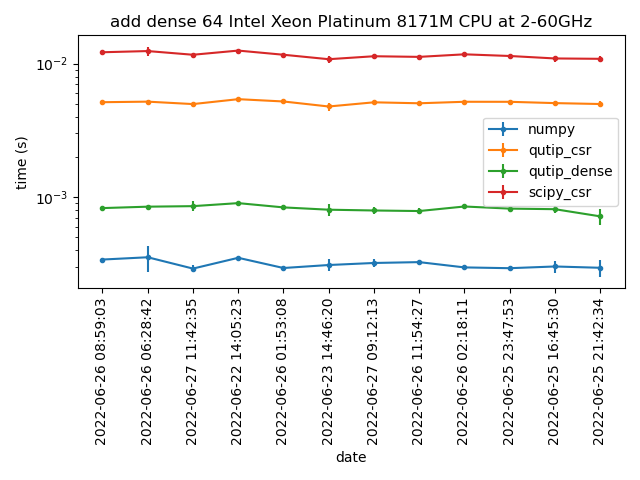 add dense 64 Intel Xeon Platinum 8171M CPU at 2-60GHz
10⁻²
10⁻³
time (s)
numpy
qutip_csr
qutip_dense
scipy_csr
2022-06-26 08:59:03
2022-06-26 06:28:42
2022-06-27 11:42:35
2022-06-22 14:05:23
2022-06-26 01:53:08
2022-06-23 14:46:20
2022-06-27 09:12:13
2022-06-26 11:54:27
2022-06-26 02:18:11
2022-06-25 23:47:53
2022-06-25 16:45:30
2022-06-25 21:42:34
date